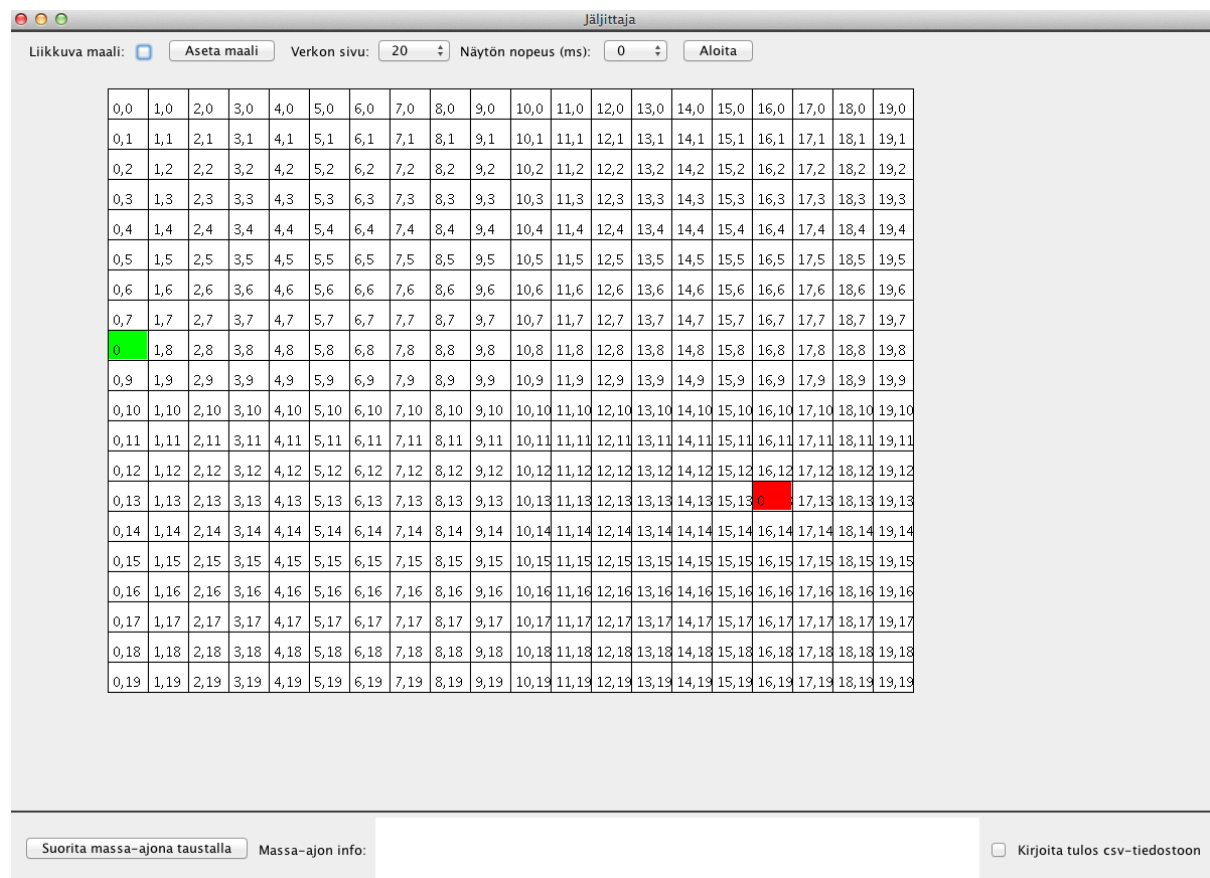 Jäljittaja
Liikkuva maali: Aseta maali Verkon sivu: 20 Näytön nopeus (ms): 0 Aloita
0,0 1,0 2,0 3,0 4,0 5,0 6,0 7,0 8,0 9,0 10,0 11,0 12,0 13,0 14,0 15,0 16,0 17,0 18,0 19,0
0,1 1,1 2,1 3,1 4,1 5,1 6,1 7,1 8,1 9,1 10,1 11,1 12,1 13,1 14,1 15,1 16,1 17,1 18,1 19,1
0,2 1,2 2,2 3,2 4,2 5,2 6,2 7,2 8,2 9,2 10,2 11,2 12,2 13,2 14,2 15,2 16,2 17,2 18,2 19,2
0,3 1,3 2,3 3,3 4,3 5,3 6,3 7,3 8,3 9,3 10,3 11,3 12,3 13,3 14,3 15,3 16,3 17,3 18,3 19,3
0,4 1,4 2,4 3,4 4,4 5,4 6,4 7,4 8,4 9,4 10,4 11,4 12,4 13,4 14,4 15,4 16,4 17,4 18,4 19,4
0,5 1,5 2,5 3,5 4,5 5,5 6,5 7,5 8,5 9,5 10,5 11,5 12,5 13,5 14,5 15,5 16,5 17,5 18,5 19,5
0,6 1,6 2,6 3,6 4,6 5,6 6,6 7,6 8,6 9,6 10,6 11,6 12,6 13,6 14,6 15,6 16,6 17,6 18,6 19,6
0,7 1,7 2,7 3,7 4,7 5,7 6,7 7,7 8,7 9,7 10,7 11,7 12,7 13,7 14,7 15,7 16,7 17,7 18,7 19,7
0 1,8 2,8 3,8 4,8 5,8 6,8 7,8 8,8 9,8 10,8 11,8 12,8 13,8 14,8 15,8 16,8 17,8 18,8 19,8
0,9 1,9 2,9 3,9 4,9 5,9 6,9 7,9 8,9 9,9 10,9 11,9 12,9 13,9 14,9 15,9 16,9 17,9 18,9 19,9
0,10 1,10 2,10 3,10 4,10 5,10 6,10 7,10 8,10 9,10 10,10 11,10 12,10 13,10 14,10 15,10 16,10 17,10 18,10 19,10
0,11 1,11 2,11 3,11 4,11 5,11 6,11 7,11 8,11 9,11 10,11 11,11 12,11 13,11 14,11 15,11 16,11 17,11 18,11 19,11
0,12 1,12 2,12 3,12 4,12 5,12 6,12 7,12 8,12 9,12 10,12 11,12 12,12 13,12 14,12 15,12 16,12 17,12 18,12 19,12
0,13 1,13 2,13 3,13 4,13 5,13 6,13 7,13 8,13 9,13 10,13 11,13 12,13 13,13 14,13 15,13 0 17,13 18,13 19,13
0,14 1,14 2,14 3,14 4,14 5,14 6,14 7,14 8,14 9,14 10,14 11,14 12,14 13,14 14,14 15,14 16,14 17,14 18,14 19,14
0,15 1,15 2,15 3,15 4,15 5,15 6,15 7,15 8,15 9,15 10,15 11,15 12,15 13,15 14,15 15,15 16,15 17,15 18,15 19,15
0,16 1,16 2,16 3,16 4,16 5,16 6,16 7,16 8,16 9,16 10,16 11,16 12,16 13,16 14,16 15,16 16,16 17,16 18,16 19,16
0,17 1,17 2,17 3,17 4,17 5,17 6,17 7,17 8,17 9,17 10,17 11,17 12,17 13,17 14,17 15,17 16,17 17,17 18,17 19,17
0,18 1,18 2,18 3,18 4,18 5,18 6,18 7,18 8,18 9,18 10,18 11,18 12,18 13,18 14,18 15,18 16,18 17,18 18,18 19,18
0,19 1,19 2,19 3,19 4,19 5,19 6,19 7,19 8,19 9,19 10,19 11,19 12,19 13,19 14,19 15,19 16,19 17,19 18,19 19,19
Suorita massa-ajona taustalla Massa-ajon info: Kirjoita tulos csv-tiedostoon